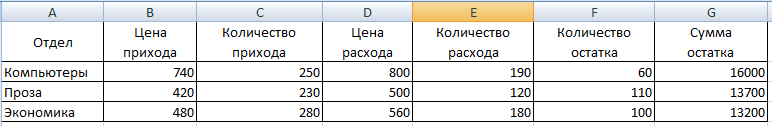 A B C D E F G
Отдел Цена прихода Количество прихода Цена расхода Количество расхода Количество остатка Сумма остатка
Компьютеры 740 250 800 190 60 16000
Проза 420 230 500 120 110 13700
Экономика 480 280 560 180 100 13200